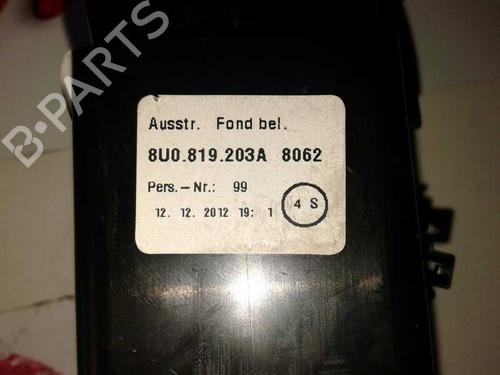 B-PARTS
Ausstr. Fond bel.
8U0.819.203A 8062
Pers.-Nr.: 99
12. 12. 2012 19: 1
4 S